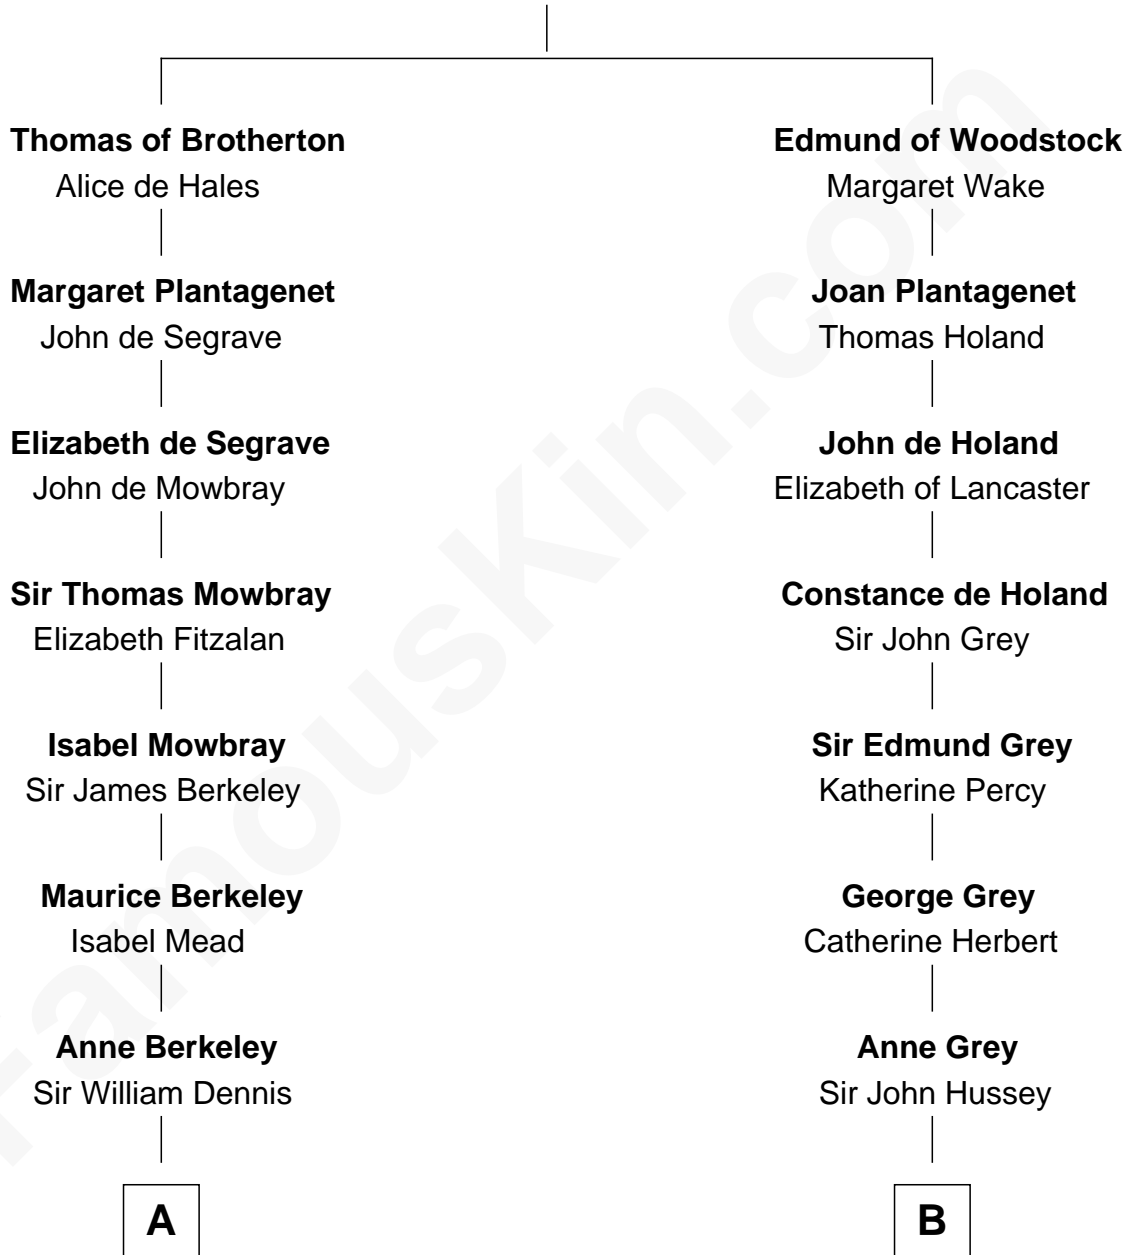 Thomas of Brotherton
Alice de Hales
Margaret Plantagenet
John de Segrave
Elizabeth de Segrave
John de Mowbray
Sir Thomas Mowbray
Elizabeth Fitzalan
Isabel Mowbray
Sir James Berkeley
Maurice Berkeley
Isabel Mead
Anne Berkeley
Sir William Dennis
A
Edmund of Woodstock
Margaret Wake
Joan Plantagenet
Thomas Holand
John de Holand
Elizabeth of Lancaster
Constance de Holand
Sir John Grey
Sir Edmund Grey
Katherine Percy
George Grey
Catherine Herbert
Anne Grey
Sir John Hussey
B
FamousKin.com